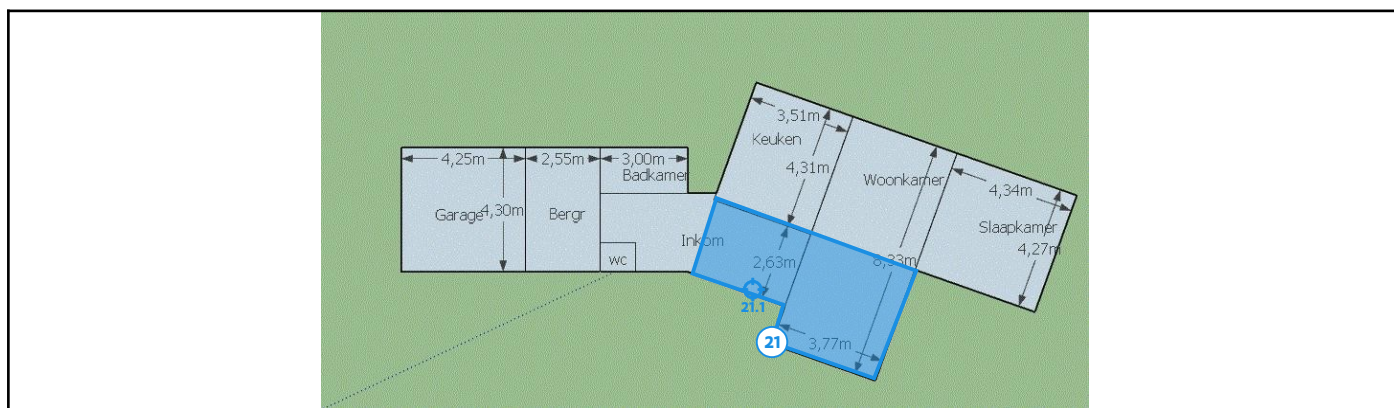 3,51m
Keuken
4,31m
4,25m
2,55m
3,00m
Badkamer
Woonkamer
4,34m
Garage
4,30m
Bergr
Inkom
Slaapkamer
4,27m
wc
2,63m
8,33m
21.1
21
3,77m